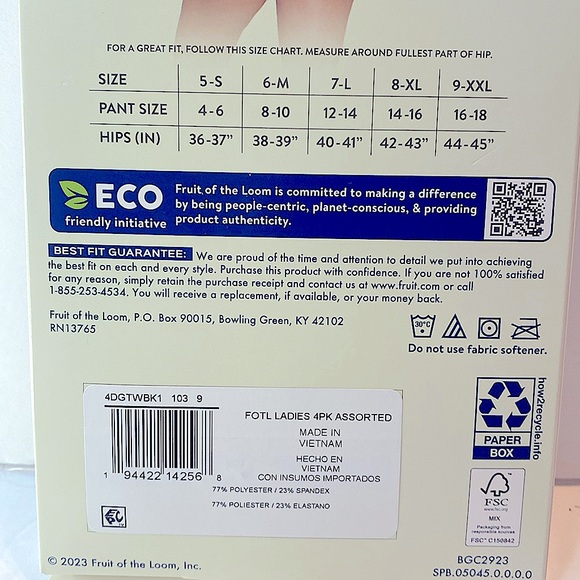 FOR A GREAT FIT, FOLLOW THIS SIZE CHART. MEASURE AROUND FULLEST PART OF HIP.
SIZE 5-S 6-M 7-L 8-XL 9-XXL
PANT SIZE 4-6 8-10 12-14 14-16 16-18
HIPS (IN) 36-37" 38-39" 40-41" 42-43" 44-45"
ECO
friendly initiative
Fruit of the Loom is committed to making a difference
by being people-centric, planet-conscious, & providing
product authenticity.
BEST FIT GUARANTEE: We are proud of the time and attention to detail we put into achieving
the best fit on each and every style. Purchase this product with confidence. If you are not 100% satisfied
for any reason, simply retain the purchase receipt and contact us at www.fruit.com or call
1-855-253-4534. You will receive a replacement, if available, or your money back.
Fruit of the Loom, P.O. Box 90015, Bowling Green, KY 42102
RN13765
30°C
Do not use fabric softener.
4DGTWBK1 103 9
1 94422 14256 8
FOTL LADIES 4PK ASSORTED
MADE IN
VIETNAM
HECHO EN
VIETNAM
CON INSUMOS IMPORTADOS
77% POLYESTER / 23% SPANDEX
77% POLIESTER / 23% ELASTANO
PAPER
BOX
how2recycle.info
FSC
www.fsc.org
MIX
Packaging from
responsible sources
FSC® C150842
© 2023 Fruit of the Loom, Inc.
BGC2923
SPB.05045.0.0.0.0